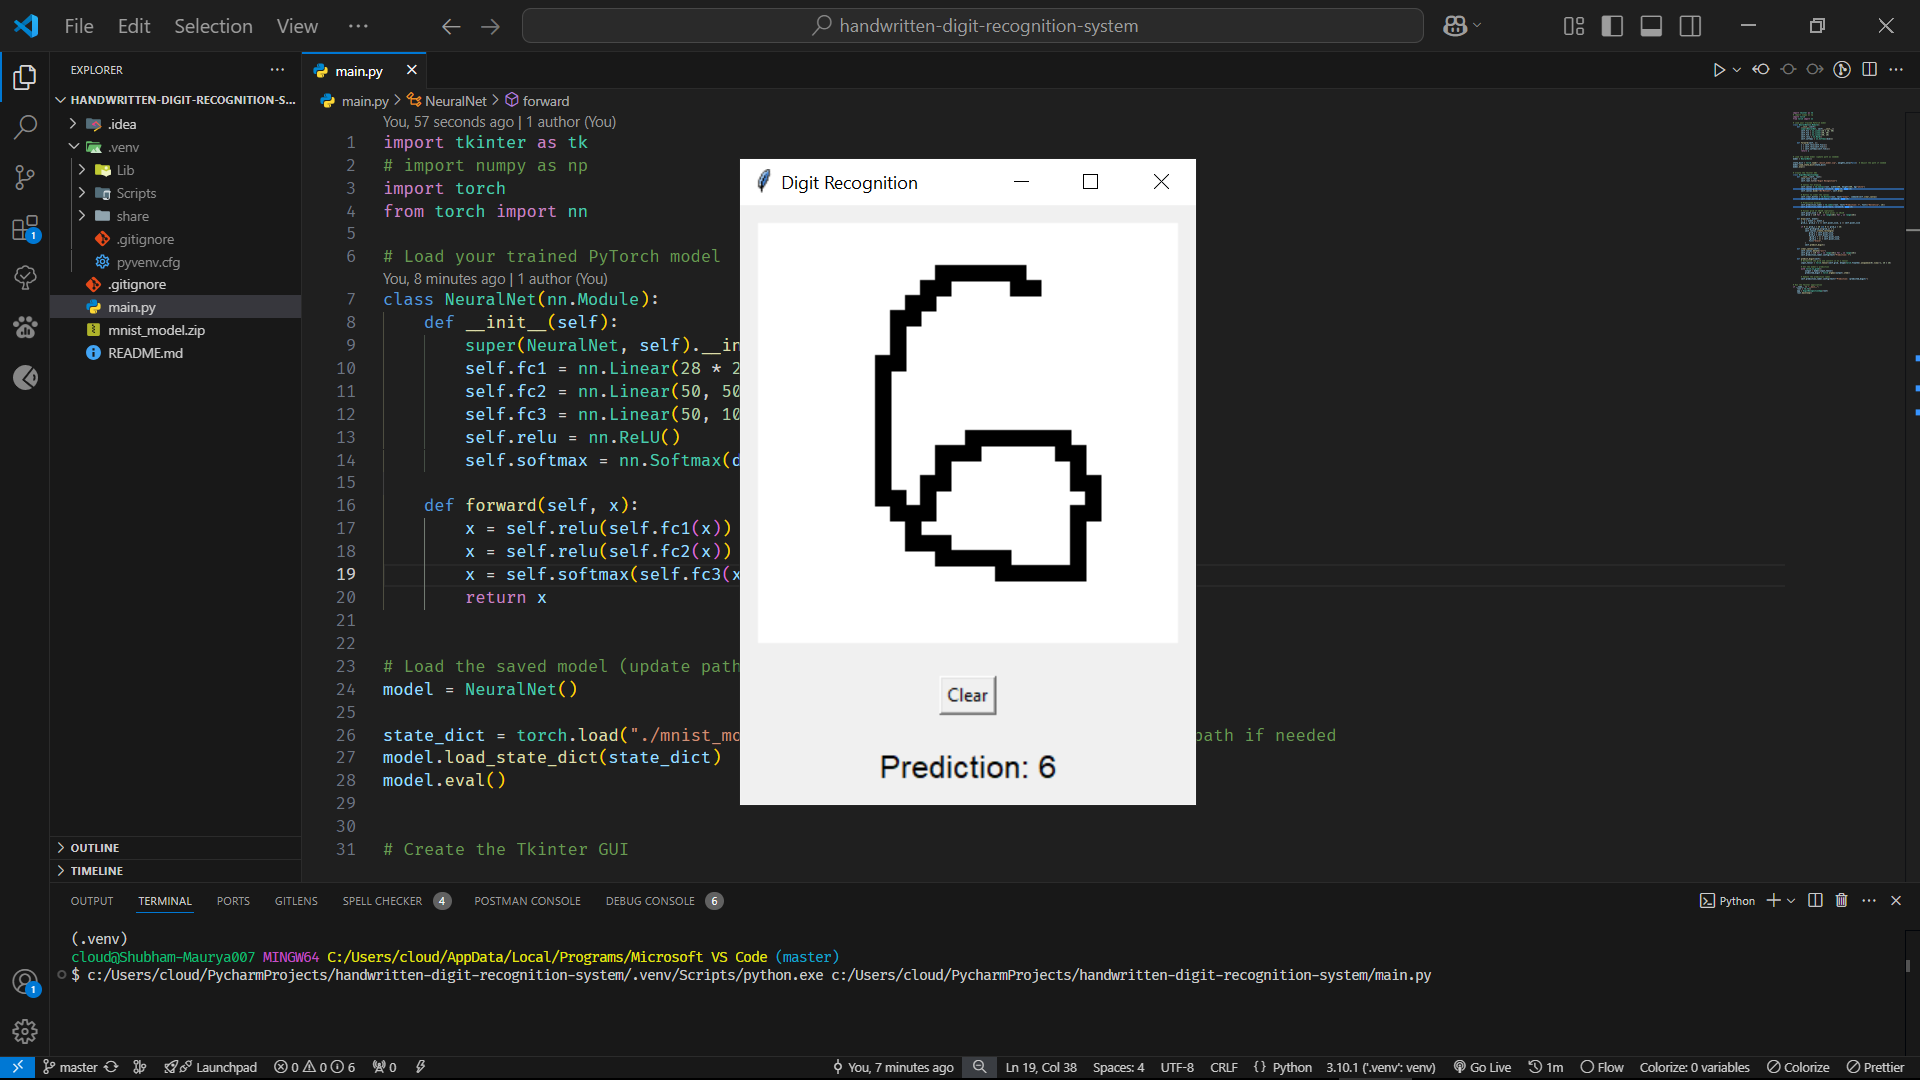 File Edit Selection View ···
handwritten-digit-recognition-system
EXPLORER ···
HANDWRITTEN-DIGIT-RECOGNITION-S...
.idea
.venv
Lib
Scripts
share
.gitignore
pyvenv.cfg
.gitignore
main.py
mnist_model.zip
README.md
OUTLINE
TIMELINE
main.py
main.py > NeuralNet > forward
You, 57 seconds ago | 1 author (You)
1 import tkinter as tk
2 # import numpy as np
3 import torch
4 from torch import nn
5
6 # Load your trained PyTorch model
You, 8 minutes ago | 1 author (You)
7 class NeuralNet(nn.Module):
8 def __init__(self):
9 super(NeuralNet, self).__in
10 self.fc1 = nn.Linear(28 * 2
11 self.fc2 = nn.Linear(50, 50
12 self.fc3 = nn.Linear(50, 10
13 self.relu = nn.ReLU()
14 self.softmax = nn.Softmax(d
15
16 def forward(self, x):
17 x = self.relu(self.fc1(x))
18 x = self.relu(self.fc2(x))
19 x = self.softmax(self.fc3(x
20 return x
21
22
23 # Load the saved model (update path
24 model = NeuralNet()
25
26 state_dict = torch.load("./mnist_mo path if needed
27 model.load_state_dict(state_dict)
28 model.eval()
29
30
31 # Create the Tkinter GUI
Digit Recognition
6
Clear
Prediction: 6
OUTPUT TERMINAL PORTS GITLENS SPELL CHECKER 4 POSTMAN CONSOLE DEBUG CONSOLE 6
Python
(.venv)
cloud@Shubham-Maurya007 MINGW64 C:/Users/cloud/AppData/Local/Programs/Microsoft VS Code (master)
$ c:/Users/cloud/PycharmProjects/handwritten-digit-recognition-system/.venv/Scripts/python.exe c:/Users/cloud/PycharmProjects/handwritten-digit-recognition-system/main.py
1
1
master Launchpad 0 0 6 0 You, 7 minutes ago Ln 19, Col 38 Spaces: 4 UTF-8 CRLF {} Python 3.10.1 ('.venv': venv) Go Live 1m Flow Colorize: 0 variables Colorize Prettier